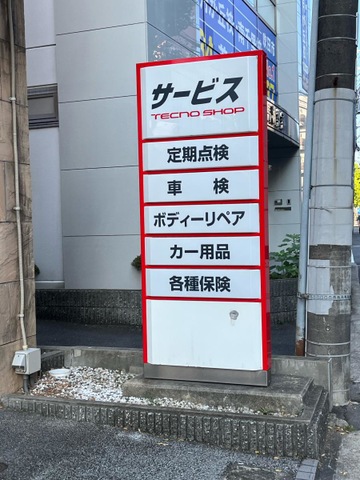 サービス
TECNO SHOP
定期点検
車 検
ボディーリペア
カー用品
各種保険